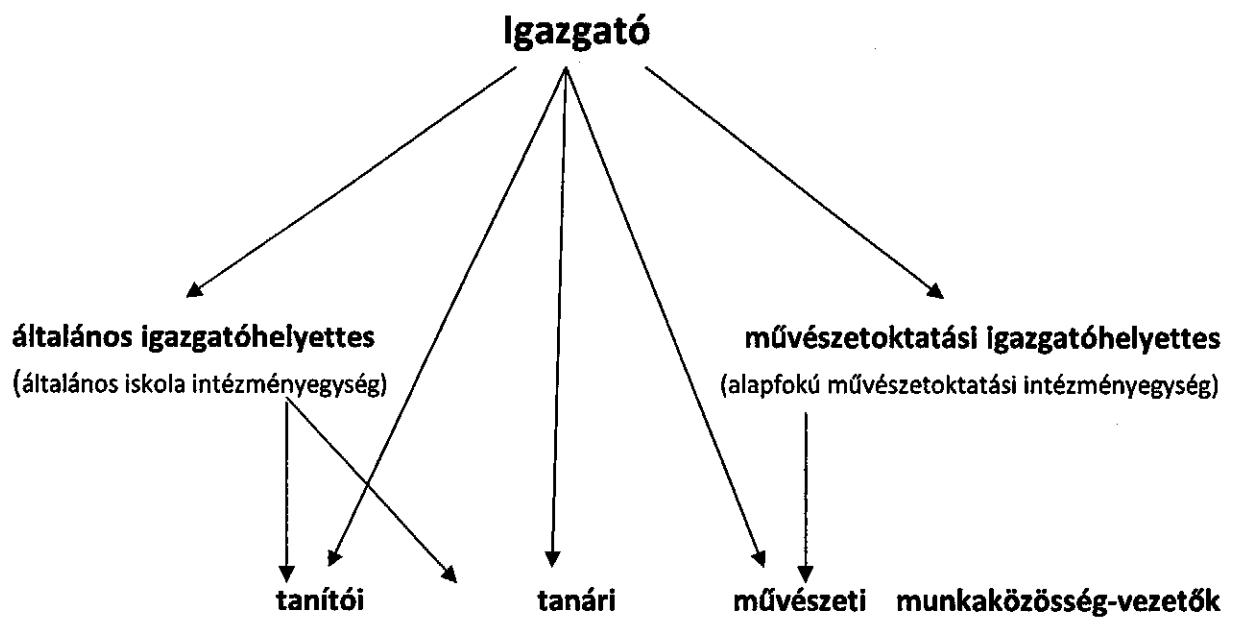 Igazgató
általános igazgatóhelyettes
(általános iskola intézményegység)
művészetoktatási igazgatóhelyettes
(alapfokú művészetoktatási intézményegység)
tanítói tanári művészeti munkaközösség-vezetők